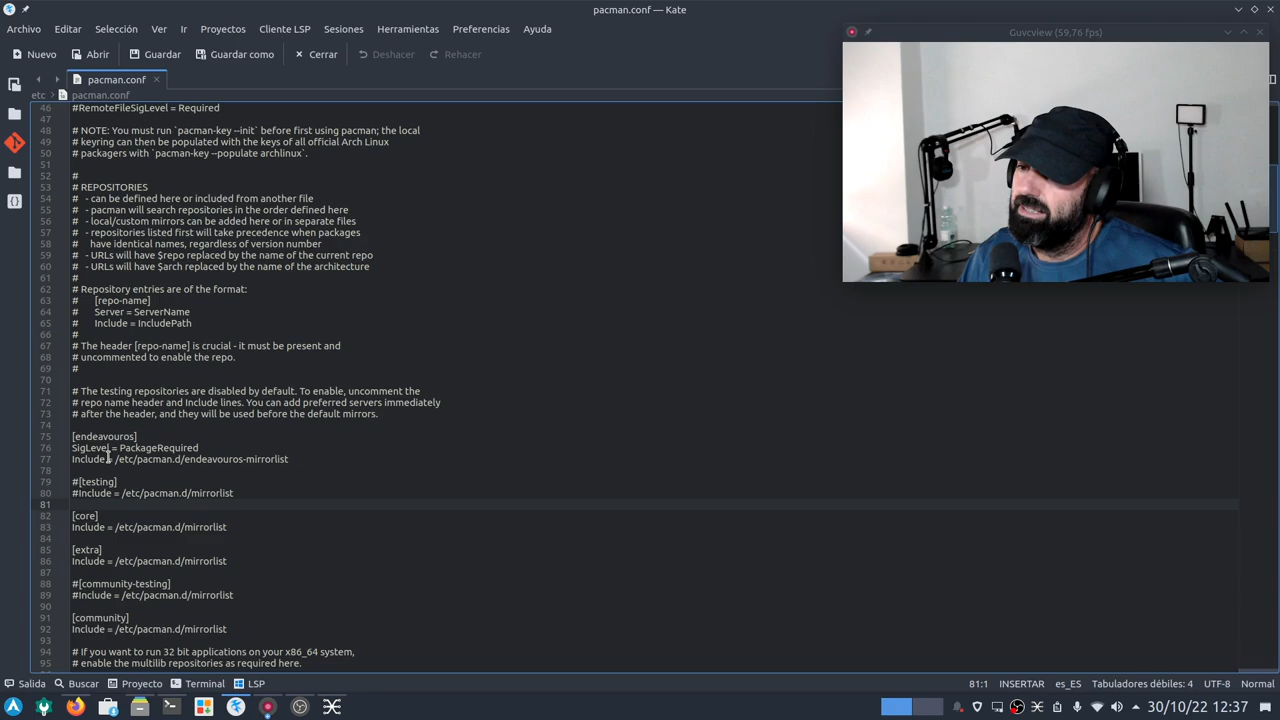 pacman.conf — Kate
Archivo Editar Selección Ver Ir Proyectos Cliente LSP Sesiones Herramientas Preferencias Ayuda
Nuevo Abrir Guardar Guardar como Cerrar Deshacer Rehacer
Guvcview (59,76 fps)
pacman.conf
etc > pacman.conf
46 #RemoteFileSigLevel = Required
47
48 # NOTE: You must run `pacman-key --init` before first using pacman; the local
49 # keyring can then be populated with the keys of all official Arch Linux
50 # packagers with `pacman-key --populate archlinux`.
51
52 #
53 # REPOSITORIES
54 #   - can be defined here or included from another file
55 #   - pacman will search repositories in the order defined here
56 #   - local/custom mirrors can be added here or in separate files
57 #   - repositories listed first will take precedence when packages
58 #     have identical names, regardless of version number
59 #   - URLs will have $repo replaced by the name of the current repo
60 #   - URLs will have $arch replaced by the name of the architecture
61 #
62 # Repository entries are of the format:
63 #       [repo-name]
64 #       Server = ServerName
65 #       Include = IncludePath
66 #
67 # The header [repo-name] is crucial - it must be present and
68 # uncommented to enable the repo.
69 #
70
71 # The testing repositories are disabled by default. To enable, uncomment the
72 # repo name header and Include lines. You can add preferred servers immediately
73 # after the header, and they will be used before the default mirrors.
74
75 [endeavouros]
76 SigLevel = PackageRequired
77 Include = /etc/pacman.d/endeavouros-mirrorlist
78
79 #[testing]
80 #Include = /etc/pacman.d/mirrorlist
81
82 [core]
83 Include = /etc/pacman.d/mirrorlist
84
85 [extra]
86 Include = /etc/pacman.d/mirrorlist
87
88 #[community-testing]
89 #Include = /etc/pacman.d/mirrorlist
90
91 [community]
92 Include = /etc/pacman.d/mirrorlist
93
94 # If you want to run 32 bit applications on your x86_64 system,
95 # enable the multilib repositories as required here.
Salida Buscar Proyecto Terminal LSP 81:1 INSERTAR es_ES Tabuladores débiles: 4 UTF-8 Normal
30/10/22 12:37